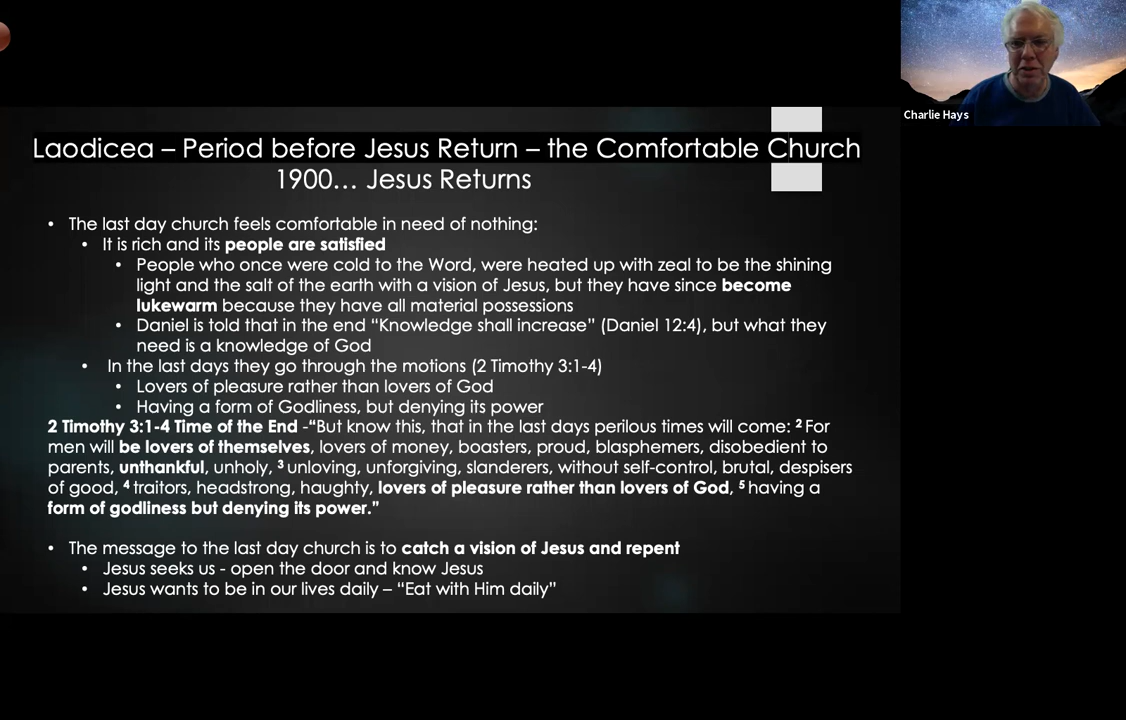 Charlie Hays
Laodicea – Period before Jesus Return – the Comfortable Church
1900… Jesus Returns
• The last day church feels comfortable in need of nothing:
• It is rich and its people are satisfied
• People who once were cold to the Word, were heated up with zeal to be the shining
light and the salt of the earth with a vision of Jesus, but they have since become
lukewarm because they have all material possessions
• Daniel is told that in the end “Knowledge shall increase” (Daniel 12:4), but what they
need is a knowledge of God
• In the last days they go through the motions (2 Timothy 3:1-4)
• Lovers of pleasure rather than lovers of God
• Having a form of Godliness, but denying its power
2 Timothy 3:1-4 Time of the End -“But know this, that in the last days perilous times will come: ² For
men will be lovers of themselves, lovers of money, boasters, proud, blasphemers, disobedient to
parents, unthankful, unholy, ³ unloving, unforgiving, slanderers, without self-control, brutal, despisers
of good, ⁴ traitors, headstrong, haughty, lovers of pleasure rather than lovers of God, ⁵ having a
form of godliness but denying its power.”
• The message to the last day church is to catch a vision of Jesus and repent
• Jesus seeks us - open the door and know Jesus
• Jesus wants to be in our lives daily – “Eat with Him daily”